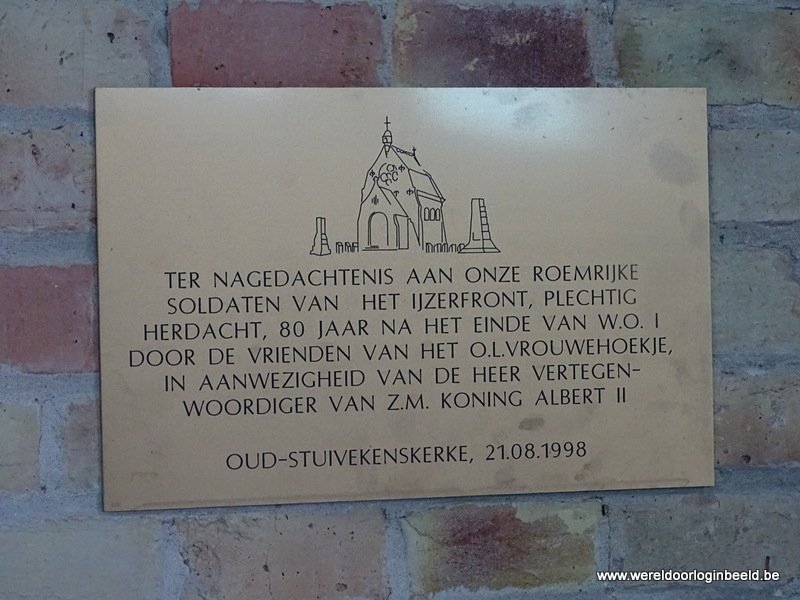 TER NAGEDACHTENIS AAN ONZE ROEMRIJKE
SOLDATEN VAN HET IJZERFRONT, PLECHTIG
HERDACHT, 80 JAAR NA HET EINDE VAN W.O. I
DOOR DE VRIENDEN VAN HET O.L.VROUWEHOEKJE,
IN AANWEZIGHEID VAN DE HEER VERTEGEN-
WOORDIGER VAN Z.M. KONING ALBERT II
OUD-STUIVEKENSKERKE, 21.08.1998
www.wereldoorloginbeeld.be